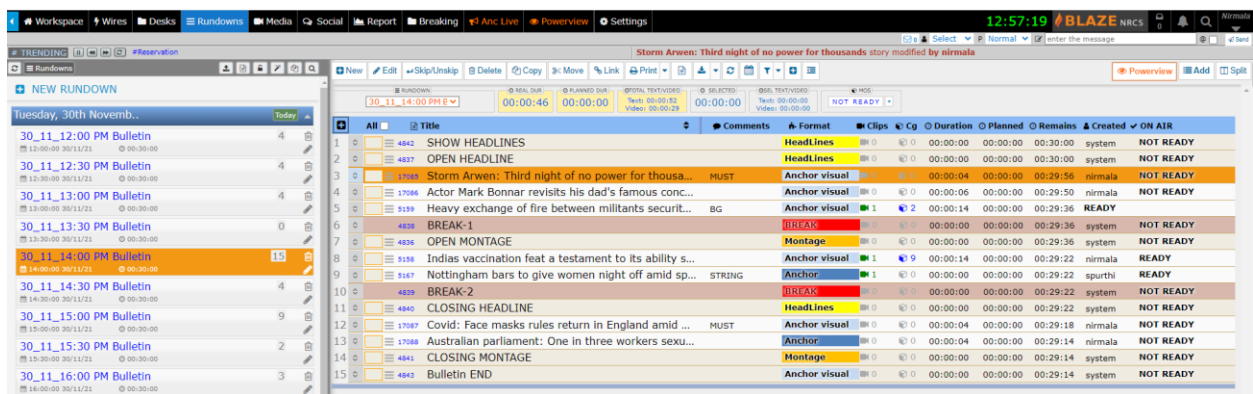 Workspace Wires Desks Rundowns Media Social Report Breaking Anc Live Powerview Settings 12:57:19 BLAZE NRCS 0 Nirmala
0 Select P Normal enter the message @ Send
# TRENDING #Reservation Storm Arwen: Third night of no power for thousands story modified by nirmala
Rundowns New Edit Skip/Unskip Delete Copy Move Link Print Powerview Add Split
NEW RUNDOWN
RUNDOWN REAL DUR PLANNED DUR TOTAL TEXT/VIDEO SELECTED SEL TEXT/VIDEO MOS
30_11_14:00 PM B 00:00:46 00:00:00 Text: 00:00:52 Video: 00:00:29 00:00:00 Text: 00:00:00 Video: 00:00:00 NOT READY
Tuesday, 30th Novemb.. Today
30_11_12:00 PM Bulletin 4
12:00:00 30/11/21 00:30:00
30_11_12:30 PM Bulletin 4
12:30:00 30/11/21 00:30:00
30_11_13:00 PM Bulletin 4
13:00:00 30/11/21 00:30:00
30_11_13:30 PM Bulletin 0
13:30:00 30/11/21 00:30:00
30_11_14:00 PM Bulletin 15
14:00:00 30/11/21 00:30:00
30_11_14:30 PM Bulletin 4
14:30:00 30/11/21 00:30:00
30_11_15:00 PM Bulletin 9
15:00:00 30/11/21 00:30:00
30_11_15:30 PM Bulletin 2
15:30:00 30/11/21 00:30:00
30_11_16:00 PM Bulletin 3
16:00:00 30/11/21 00:30:00
All Title Comments Format Clips Cg Duration Planned Remains Created ON AIR
1 4842 SHOW HEADLINES HeadLines 0 0 00:00:00 00:00:00 00:30:00 system NOT READY
2 4837 OPEN HEADLINE HeadLines 0 0 00:00:00 00:00:00 00:30:00 system NOT READY
3 17085 Storm Arwen: Third night of no power for thousa... MUST Anchor visual 0 0 00:00:04 00:00:00 00:29:56 nirmala NOT READY
4 17086 Actor Mark Bonnar revisits his dad's famous conc... Anchor visual 0 0 00:00:06 00:00:00 00:29:50 nirmala NOT READY
5 5159 Heavy exchange of fire between militants securit... BG Anchor visual 1 2 00:00:14 00:00:00 00:29:36 READY
6 4838 BREAK-1 BREAK 0 0 00:00:00 00:00:00 00:29:36 system NOT READY
7 4836 OPEN MONTAGE Montage 0 0 00:00:00 00:00:00 00:29:36 system NOT READY
8 5158 Indias vaccination feat a testament to its ability s... Anchor visual 1 9 00:00:14 00:00:00 00:29:22 nirmala READY
9 5167 Nottingham bars to give women night off amid sp... STRING Anchor 1 0 00:00:00 00:00:00 00:29:22 spurthi READY
10 4839 BREAK-2 BREAK 0 0 00:00:00 00:00:00 00:29:22 system NOT READY
11 4840 CLOSING HEADLINE HeadLines 0 0 00:00:00 00:00:00 00:29:22 system NOT READY
12 17087 Covid: Face masks rules return in England amid ... MUST Anchor visual 0 0 00:00:04 00:00:00 00:29:18 nirmala NOT READY
13 17088 Australian parliament: One in three workers sexu... Anchor 0 0 00:00:04 00:00:00 00:29:14 nirmala NOT READY
14 4841 CLOSING MONTAGE Montage 0 0 00:00:00 00:00:00 00:29:14 system NOT READY
15 4843 Bulletin END Anchor visual 0 0 00:00:00 00:00:00 00:29:14 system NOT READY